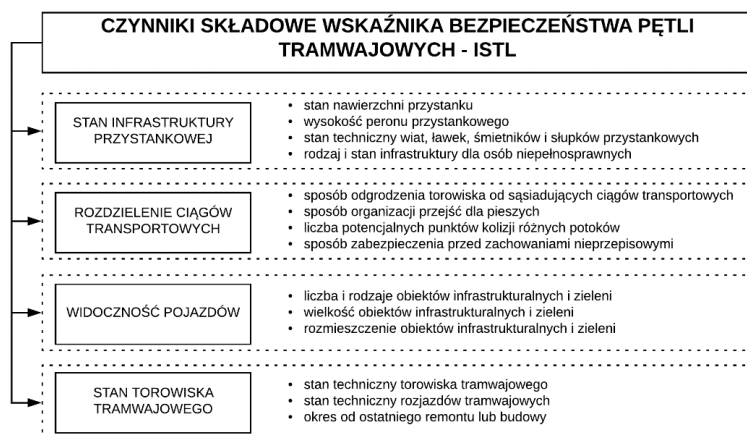 CZYNNIKI SKŁADOWE WSKAŹNIKA BEZPIECZEŃSTWA PĘTLI
TRAMWAJOWYCH - ISTL
STAN INFRASTRUKTURY
PRZYSTANKOWEJ
• stan nawierzchni przystanku
• wysokość peronu przystankowego
• stan techniczny wiat, ławek, śmietników i słupków przystankowych
• rodzaj i stan infrastruktury dla osób niepełnosprawnych
ROZDZIELENIE CIĄGÓW
TRANSPORTOWYCH
• sposób odgrodzenia torowiska od sąsiadujących ciągów transportowych
• sposób organizacji przejść dla pieszych
• liczba potencjalnych punktów kolizji różnych potoków
• sposób zabezpieczenia przed zachowaniami nieprzepisowymi
WIDOCZNOŚĆ POJAZDÓW
• liczba i rodzaje obiektów infrastrukturalnych i zieleni
• wielkość obiektów infrastrukturalnych i zieleni
• rozmieszczenie obiektów infrastrukturalnych i zieleni
STAN TOROWISKA
TRAMWAJOWEGO
• stan techniczny torowiska tramwajowego
• stan techniczny rozjazdów tramwajowych
• okres od ostatniego remontu lub budowy